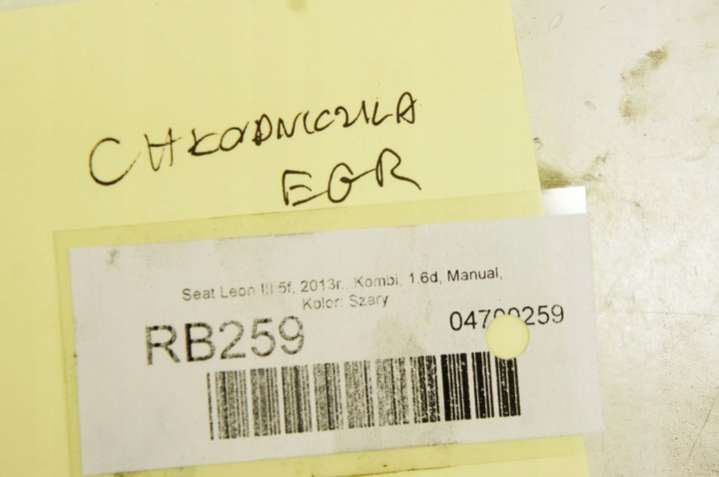 CHŁODNICZKA
EGR
Seat Leon III 5f, 2013r., Kombi, 1.6d, Manual,
Kolor: Szary
RB259